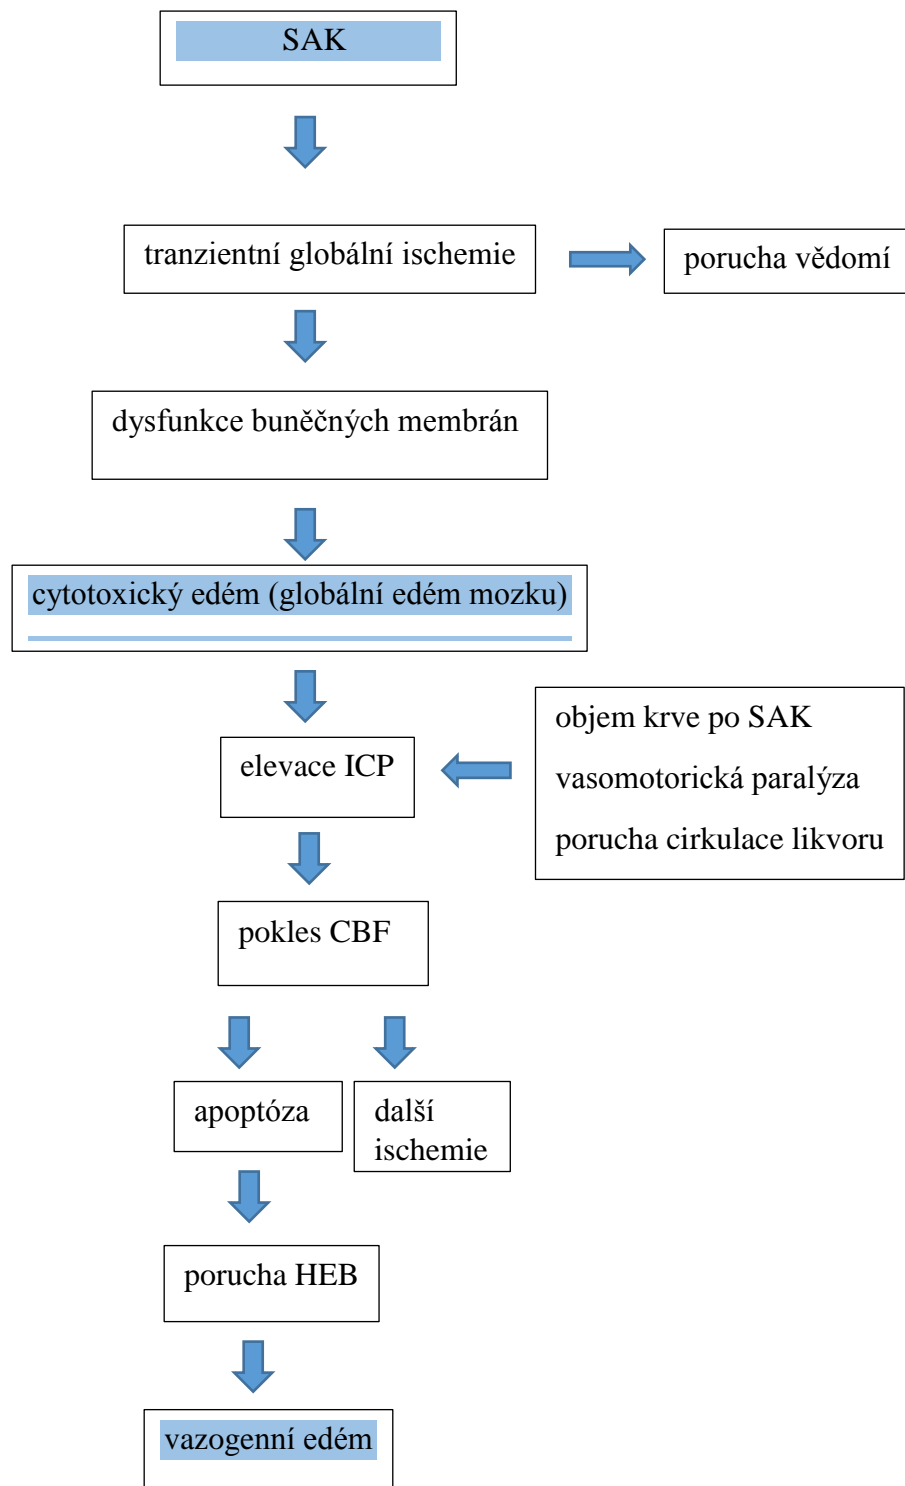 SAK
tranzientní globální ischemie
porucha vědomí
dysfunkce buněčných membrán
cytotoxický edém (globální edém mozku)
objem krve po SAK
elevace ICP
vasomotorická paralýza
porucha cirkulace likvoru
pokles CBF
apoptóza
další
ischemie
porucha HEB
vazogenní edém